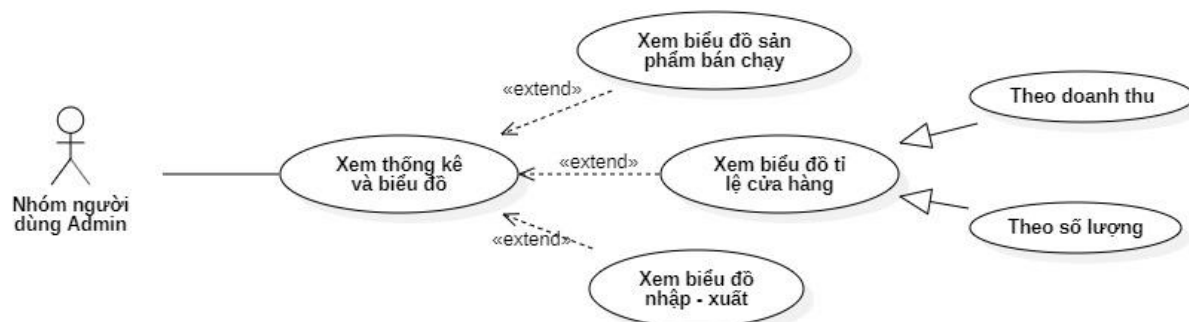 Xem biểu đồ sản
phẩm bán chạy
«extend»
Theo doanh thu
Xem thống kê
và biểu đồ
«extend»
Xem biểu đồ tỉ
lệ cửa hàng
Nhóm người
dùng Admin
«extend»
Theo số lượng
Xem biểu đồ
nhập - xuất